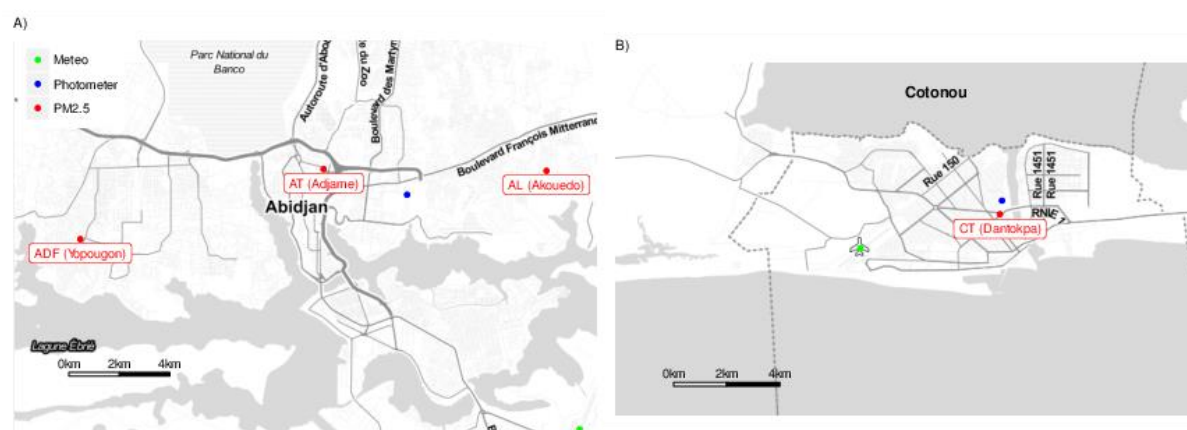 A)
Meteo
Photometer
PM2.5
Parc National du
Banco
Autoroute d'Abo
e du Zoo
Boulevard des Martyr
Boulevard François Mitterrand
AT (Adjame)
AL (Akouedo)
Abidjan
ADF (Yopougon)
Lagune Ébrié
0km 2km 4km
B)
Cotonou
Rue 150
Rue 1451
Rue 1451
RNIE 1
CT (Dantokpa)
0km 2km 4km